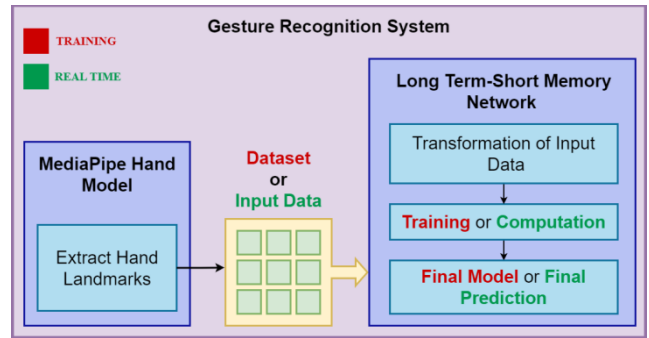 Gesture Recognition System
TRAINING
REAL TIME
MediaPipe Hand
Model
Extract Hand
Landmarks
Dataset
or
Input Data
Long Term-Short Memory
Network
Transformation of Input
Data
Training or Computation
Final Model or Final
Prediction